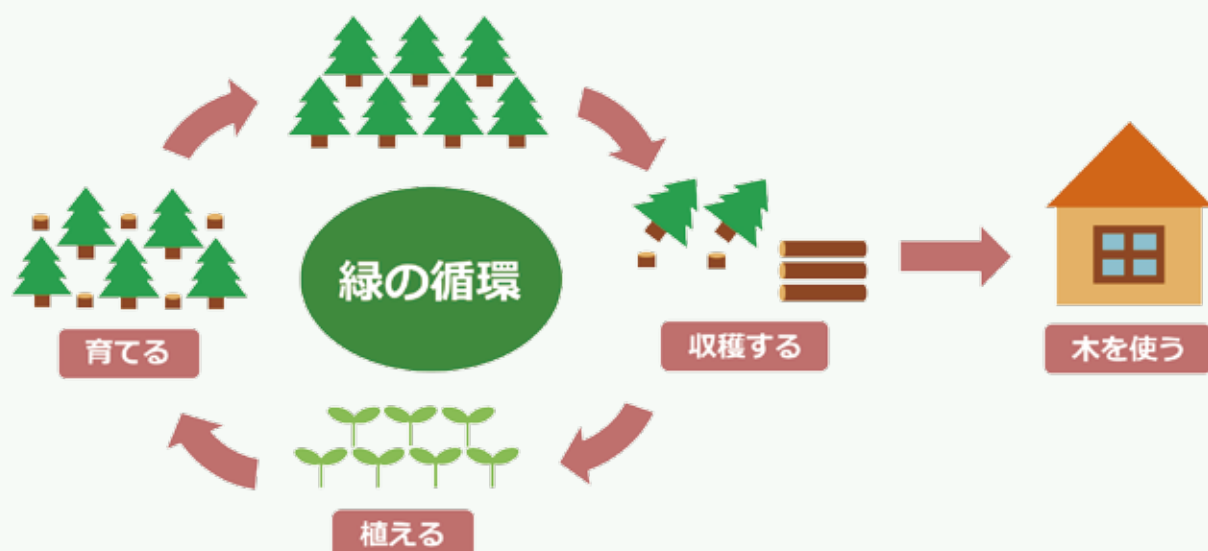 緑の循環
育てる
収穫する
木を使う
植える